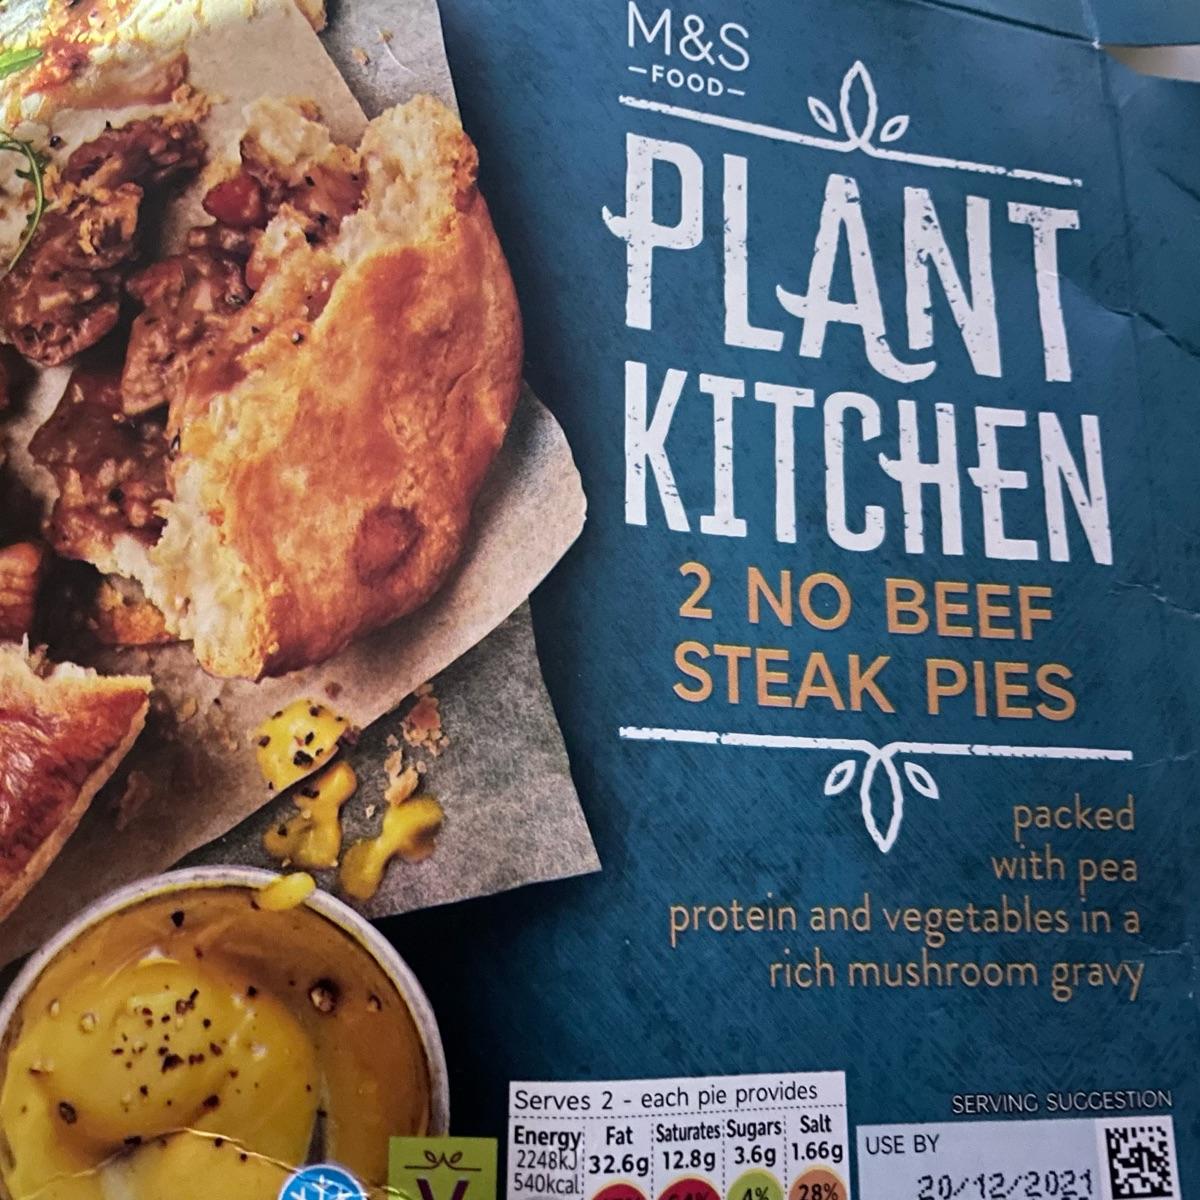 M&S
FOOD
PLANT
KITCHEN
2 NO BEEF
STEAK PIES
packed
with pea
protein and vegetables in a
rich mushroom gravy
SERVING SUGGESTION
Serves 2 - each pie provides
Energy Fat Saturates Sugars Salt
2248kJ 32.6g 12.8g 3.6g 1.66g
540kcal
4% 28%
USE BY
20/12/2021
V